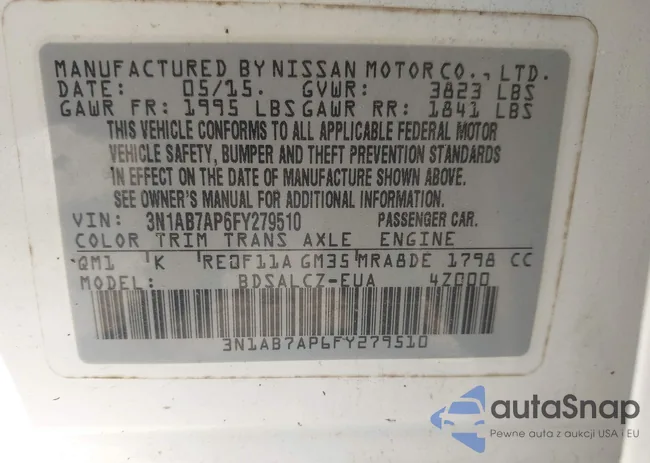 MANUFACTURED BY NISSAN MOTOR CO., LTD.
DATE: 05/15. GVWR: 3823 LBS
GAWR FR: 1995 LBS GAWR RR: 1841 LBS
THIS VEHICLE CONFORMS TO ALL APPLICABLE FEDERAL MOTOR
VEHICLE SAFETY, BUMPER AND THEFT PREVENTION STANDARDS
IN EFFECT ON THE DATE OF MANUFACTURE SHOWN ABOVE.
SEE OWNER'S MANUAL FOR ADDITIONAL INFORMATION.
VIN: 3N1AB7AP6FY279510 PASSENGER CAR.
COLOR TRIM TRANS AXLE ENGINE
QM1 K RE0F11A GM35 MRA8DE 1798 CC
MODEL: BDSALCZ-EUA 4Z000
3N1AB7AP6FY279510
autaSnap
Pewne auta z aukcji USA i EU